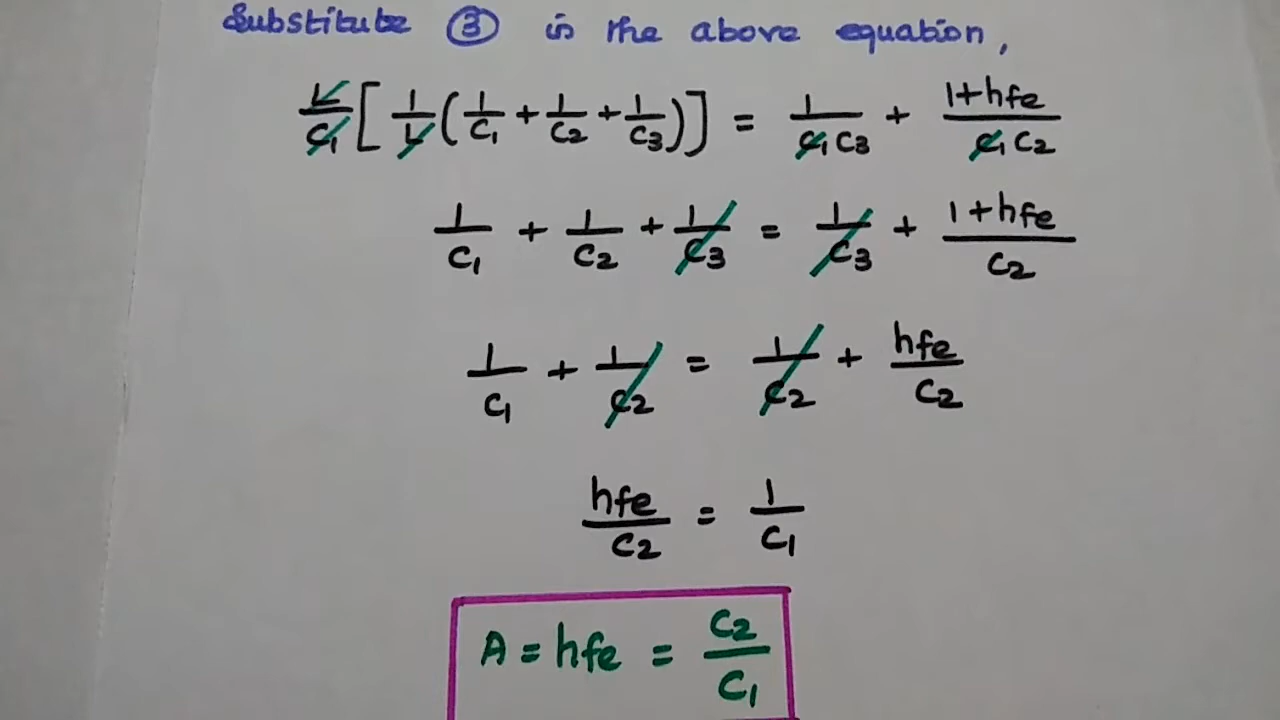 Substitute ③ in the above equation,
L/C₁ [ 1/L ( 1/C₁ + 1/C₂ + 1/C₃ ) ] = 1/C₁C₃ + 1+hfe/C₁C₂
1/C₁ + 1/C₂ + 1/C₃ = 1/C₃ + 1+hfe/C₂
1/C₁ + 1/C₂ = 1/C₂ + hfe/C₂
hfe/C₂ = 1/C₁
A = hfe = C₂/C₁